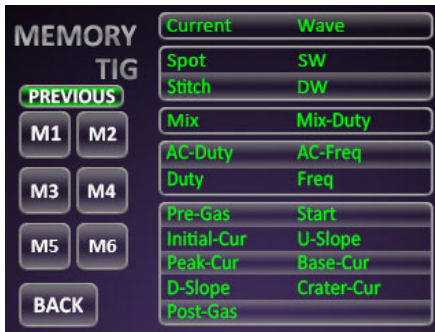 MEMORY
TIG
PREVIOUS
M1 M2
M3 M4
M5 M6
BACK
Current Wave
Spot SW
Stitch DW
Mix Mix-Duty
AC-Duty AC-Freq
Duty Freq
Pre-Gas Start
Initial-Cur U-Slope
Peak-Cur Base-Cur
D-Slope Crater-Cur
Post-Gas